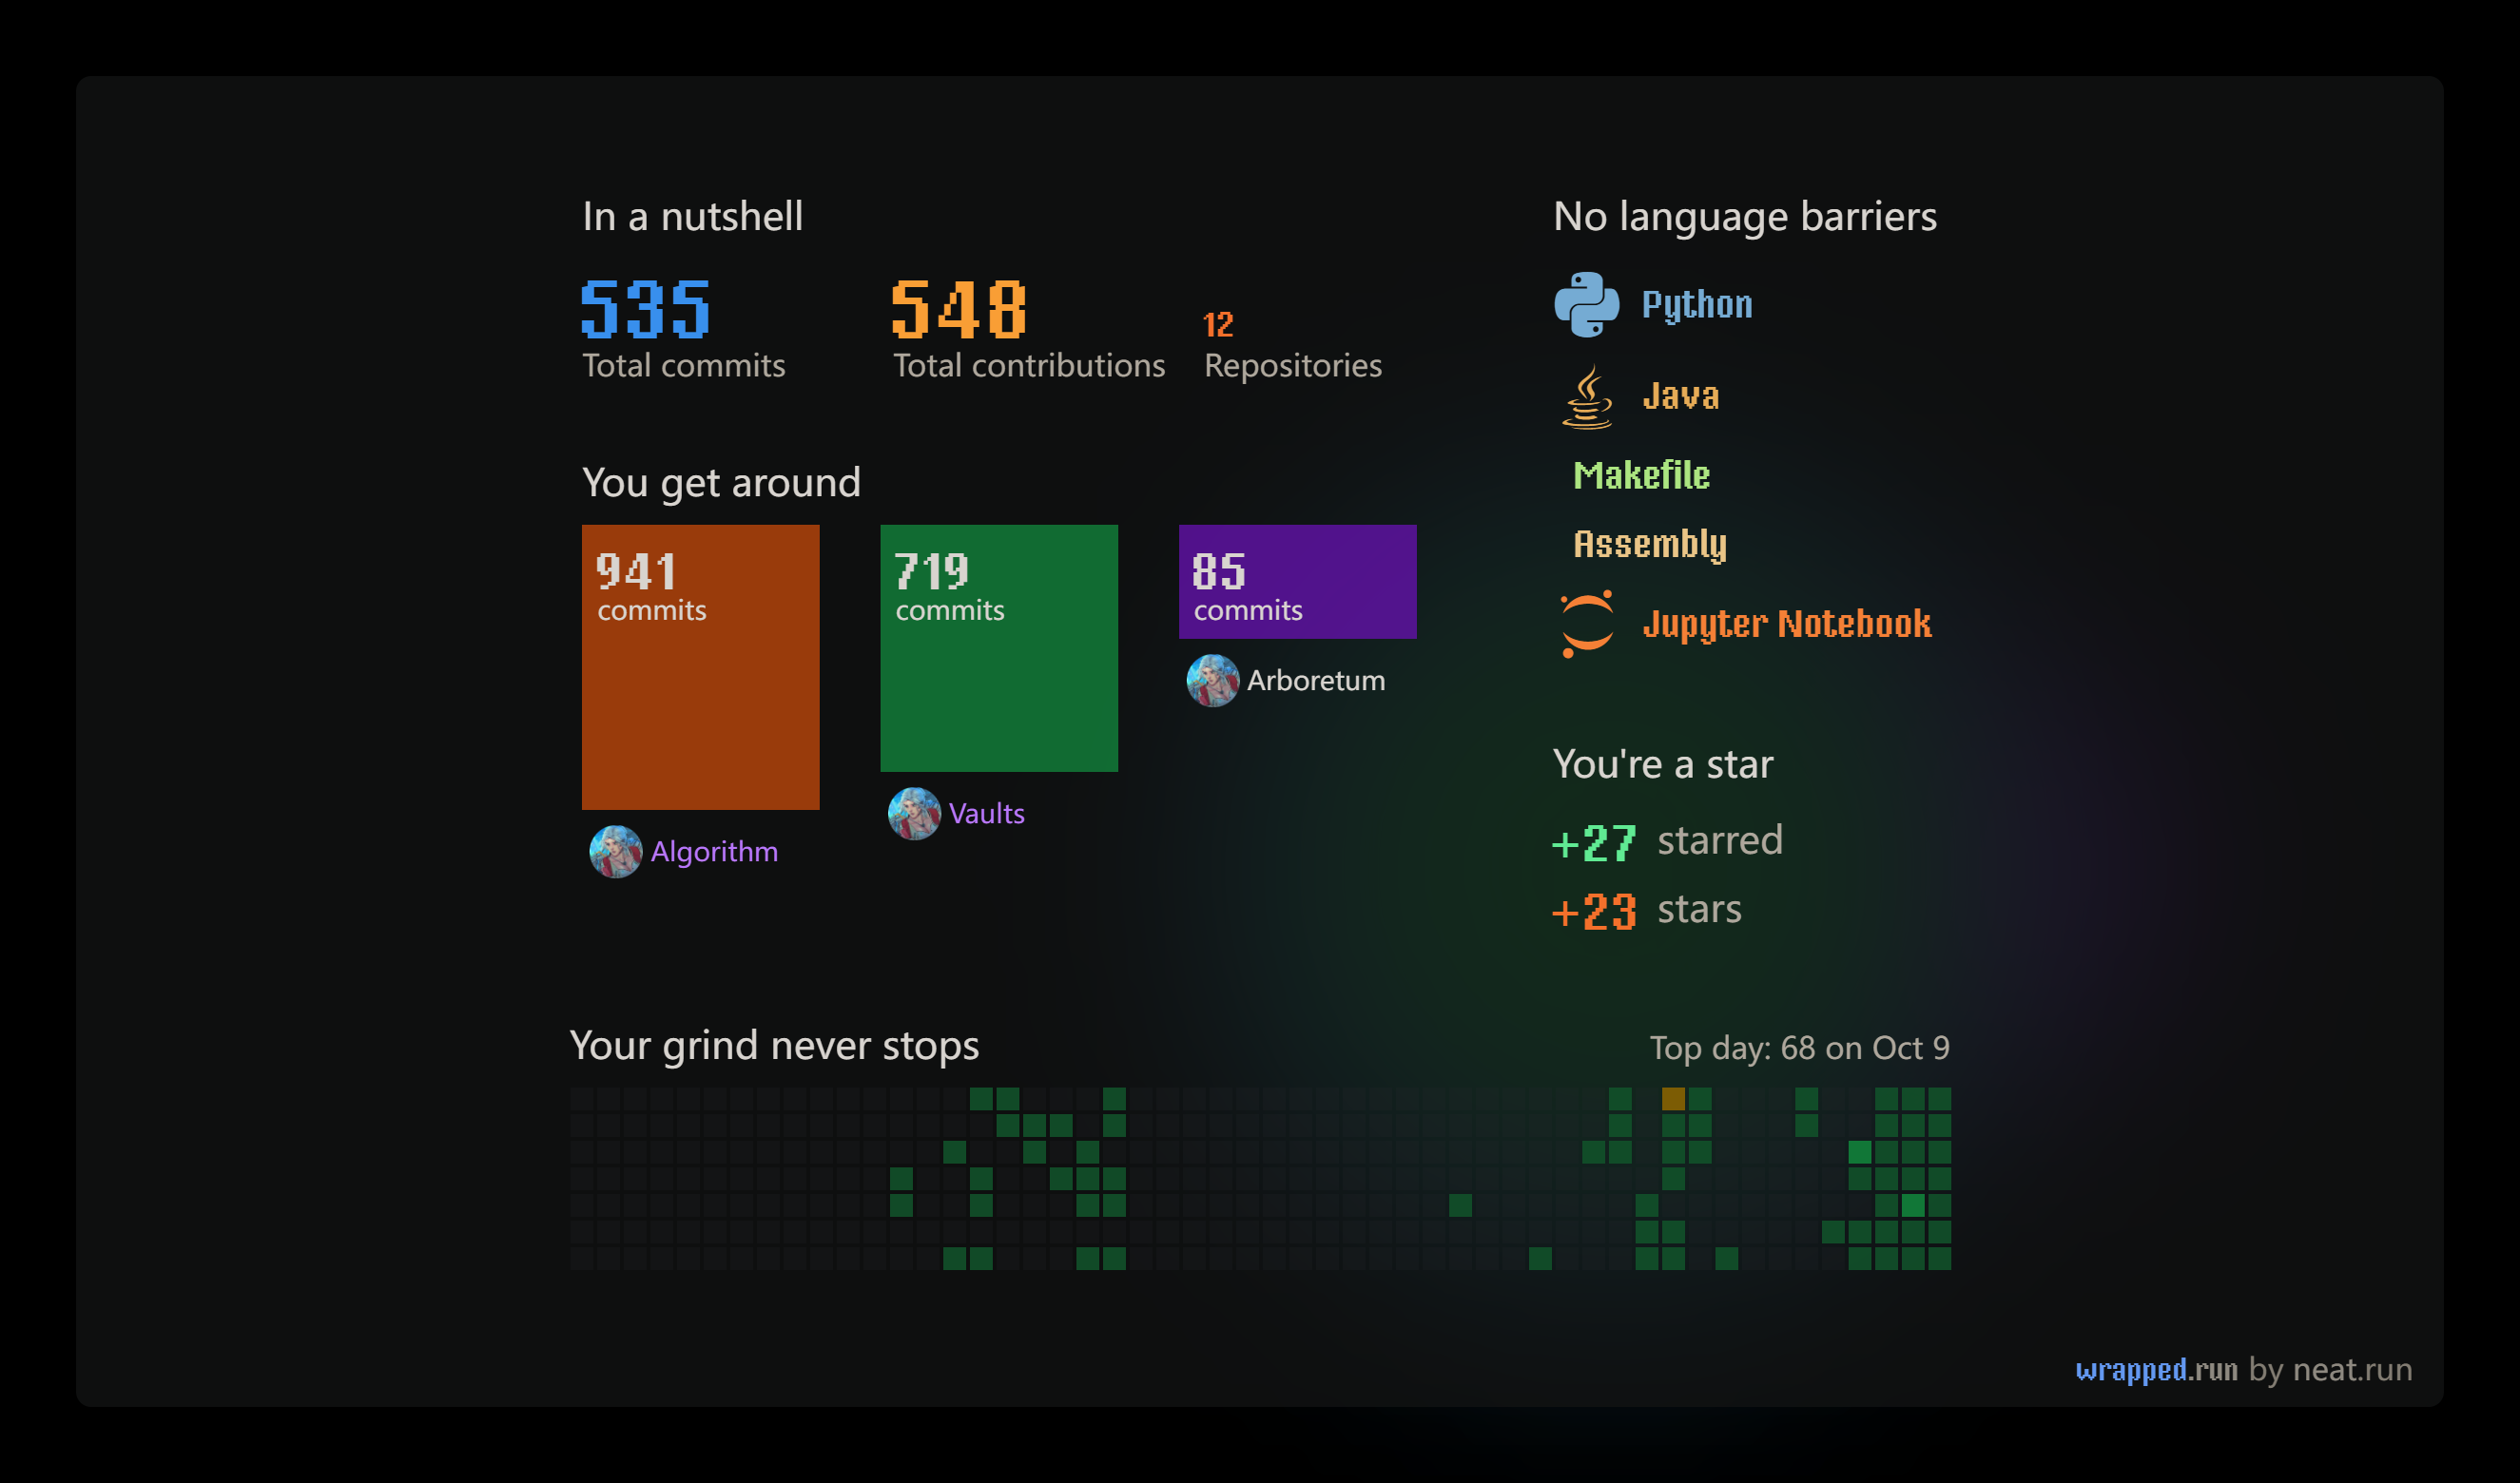 In a nutshell
535
Total commits
548
Total contributions
12
Repositories
You get around
941
commits
Algorithm
719
commits
Vaults
85
commits
Arboretum
No language barriers
Python
Java
Makefile
Assembly
Jupyter Notebook
You're a star
+27 starred
+23 stars
Your grind never stops
Top day: 68 on Oct 9
wrapped.run by neat.run